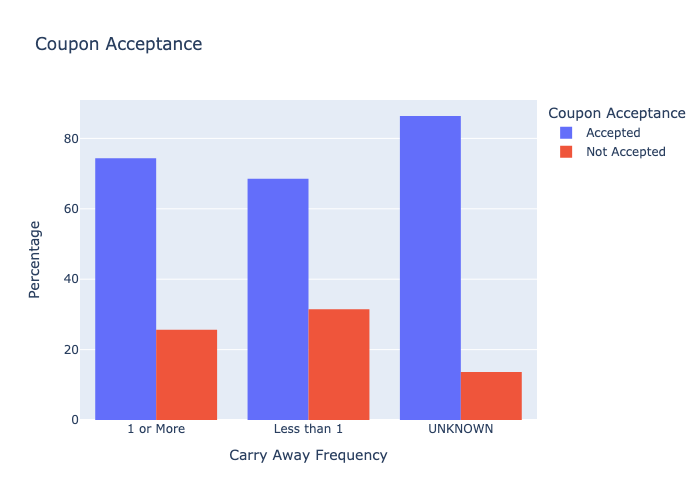 Coupon Acceptance
Coupon Acceptance
Accepted
Not Accepted
Percentage
80
60
40
20
0
1 or More
Less than 1
UNKNOWN
Carry Away Frequency